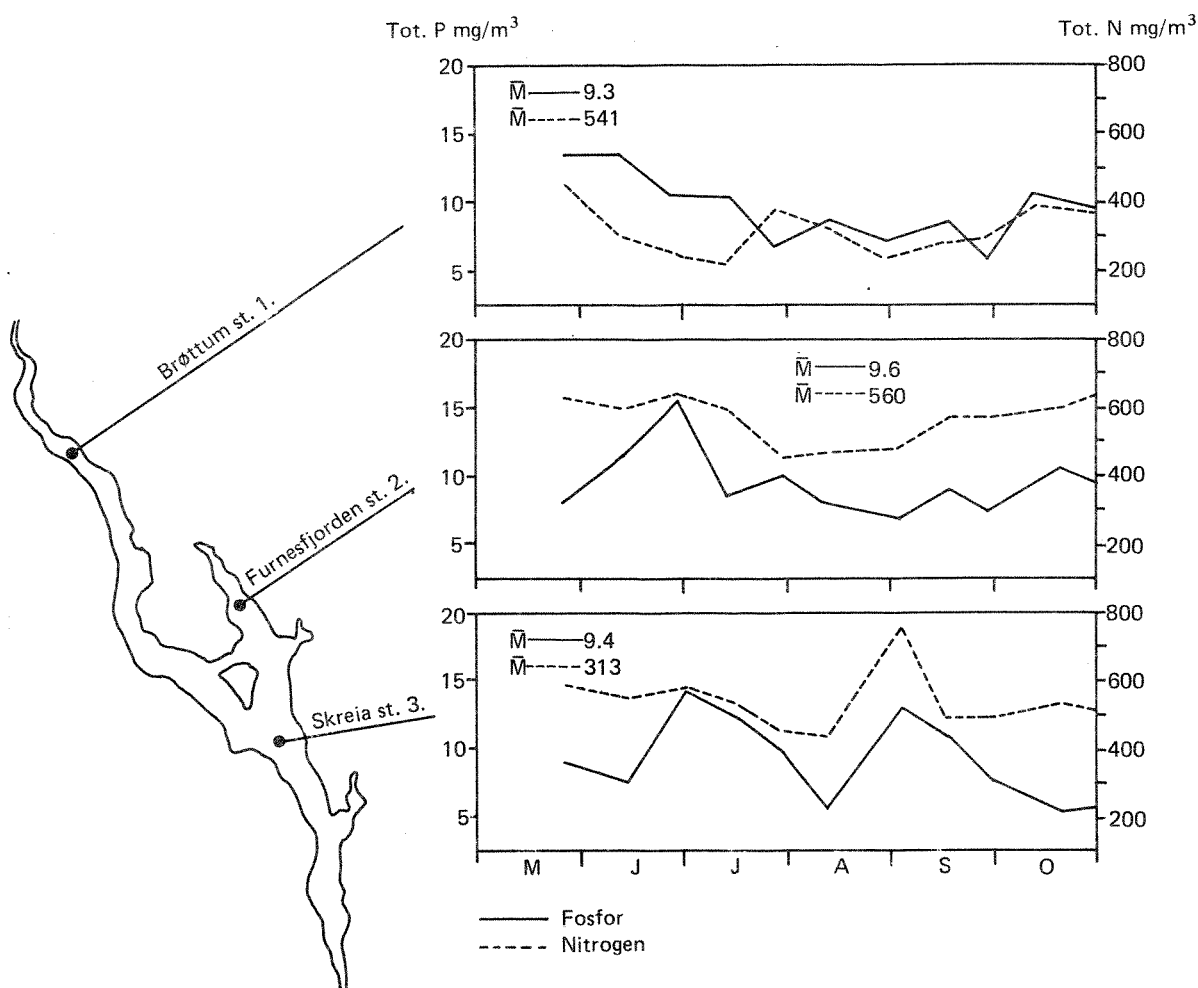 Tot. P mg/m³
Tot. N mg/m³
20
15
10
5
M̄ 9.3
M̄ 541
800
600
400
200
Brøttum st. 1.
20
15
10
5
M̄ 9.6
M̄ 560
800
600
400
200
Furnesfjorden st. 2.
20
15
10
5
M̄ 9.4
M̄ 313
800
600
400
200
Skreia st. 3.
M J J A S O
Fosfor
Nitrogen